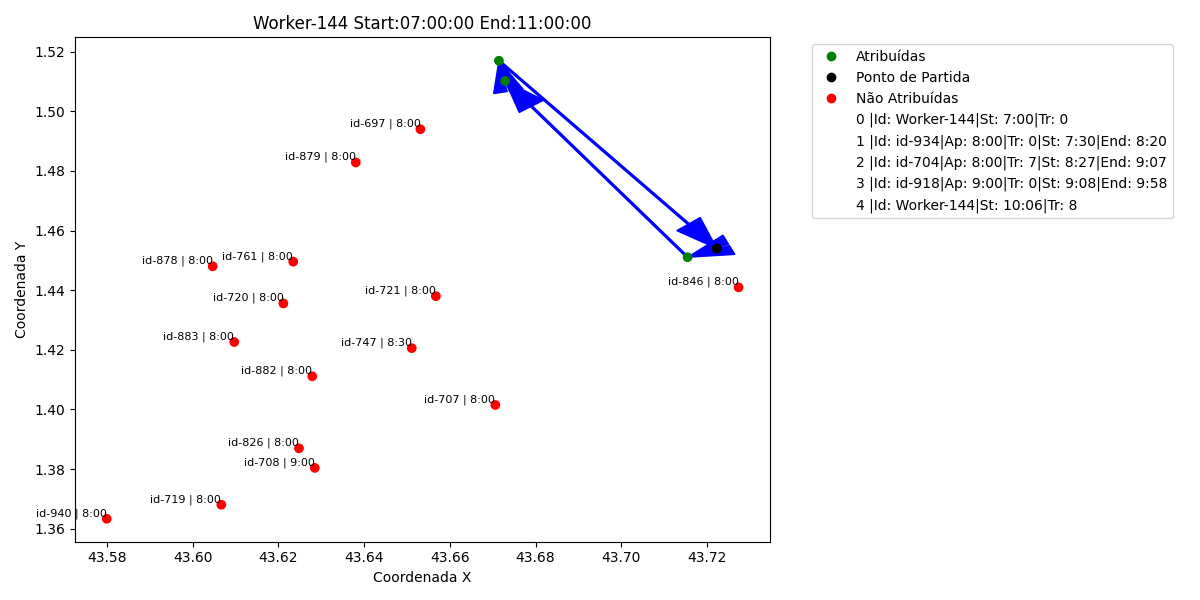 Worker-144 Start:07:00:00 End:11:00:00
Coordenada Y
1.52
1.50
1.48
1.46
1.44
1.42
1.40
1.38
1.36
id-697 | 8:00
id-879 | 8:00
id-878 | 8:00
id-761 | 8:00
id-846 | 8:00
id-721 | 8:00
id-720 | 8:00
id-883 | 8:00
id-747 | 8:30
id-882 | 8:00
id-707 | 8:00
id-826 | 8:00
id-708 | 9:00
id-719 | 8:00
id-940 | 8:00
43.58
43.60
43.62
43.64
43.66
43.68
43.70
43.72
Coordenada X
Atribuídas
Ponto de Partida
Não Atribuídas
0 |Id: Worker-144|St: 7:00|Tr: 0
1 |Id: id-934|Ap: 8:00|Tr: 0|St: 7:30|End: 8:20
2 |Id: id-704|Ap: 8:00|Tr: 7|St: 8:27|End: 9:07
3 |Id: id-918|Ap: 9:00|Tr: 0|St: 9:08|End: 9:58
4 |Id: Worker-144|St: 10:06|Tr: 8